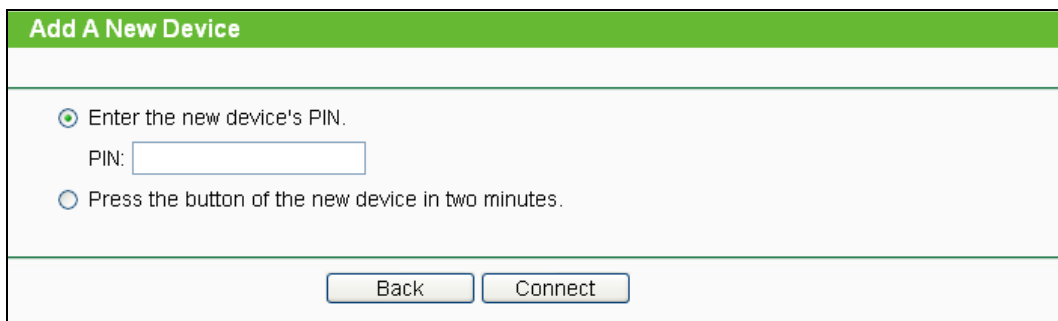 Add A New Device
Enter the new device's PIN.
PIN:
Press the button of the new device in two minutes.
Back Connect